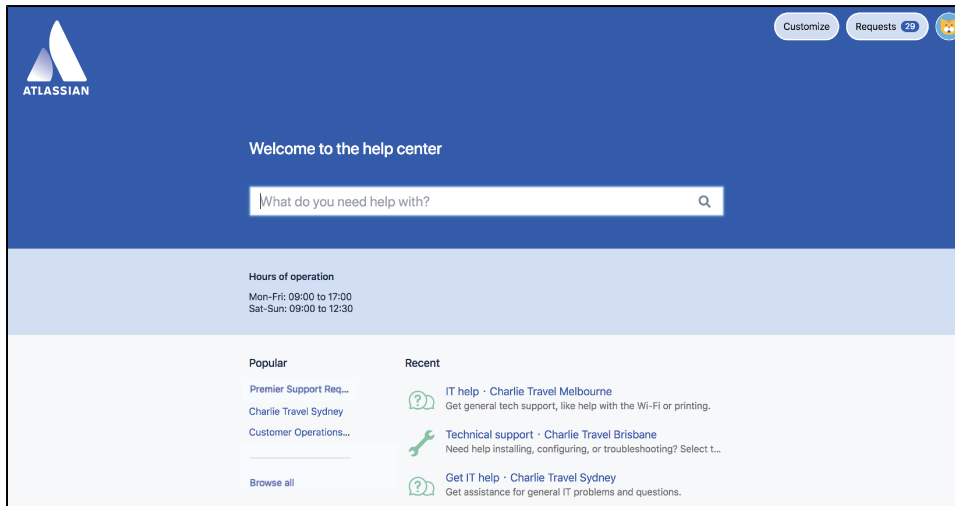 Customize
Requests 29
ATLASSIAN
Welcome to the help center
What do you need help with?
Hours of operation
Mon-Fri: 09:00 to 17:00
Sat-Sun: 09:00 to 12:30
Popular
Premier Support Req...
Charlie Travel Sydney
Customer Operations...
Browse all
Recent
IT help · Charlie Travel Melbourne
Get general tech support, like help with the Wi-Fi or printing.
Technical support · Charlie Travel Brisbane
Need help installing, configuring, or troubleshooting? Select t...
Get IT help · Charlie Travel Sydney
Get assistance for general IT problems and questions.